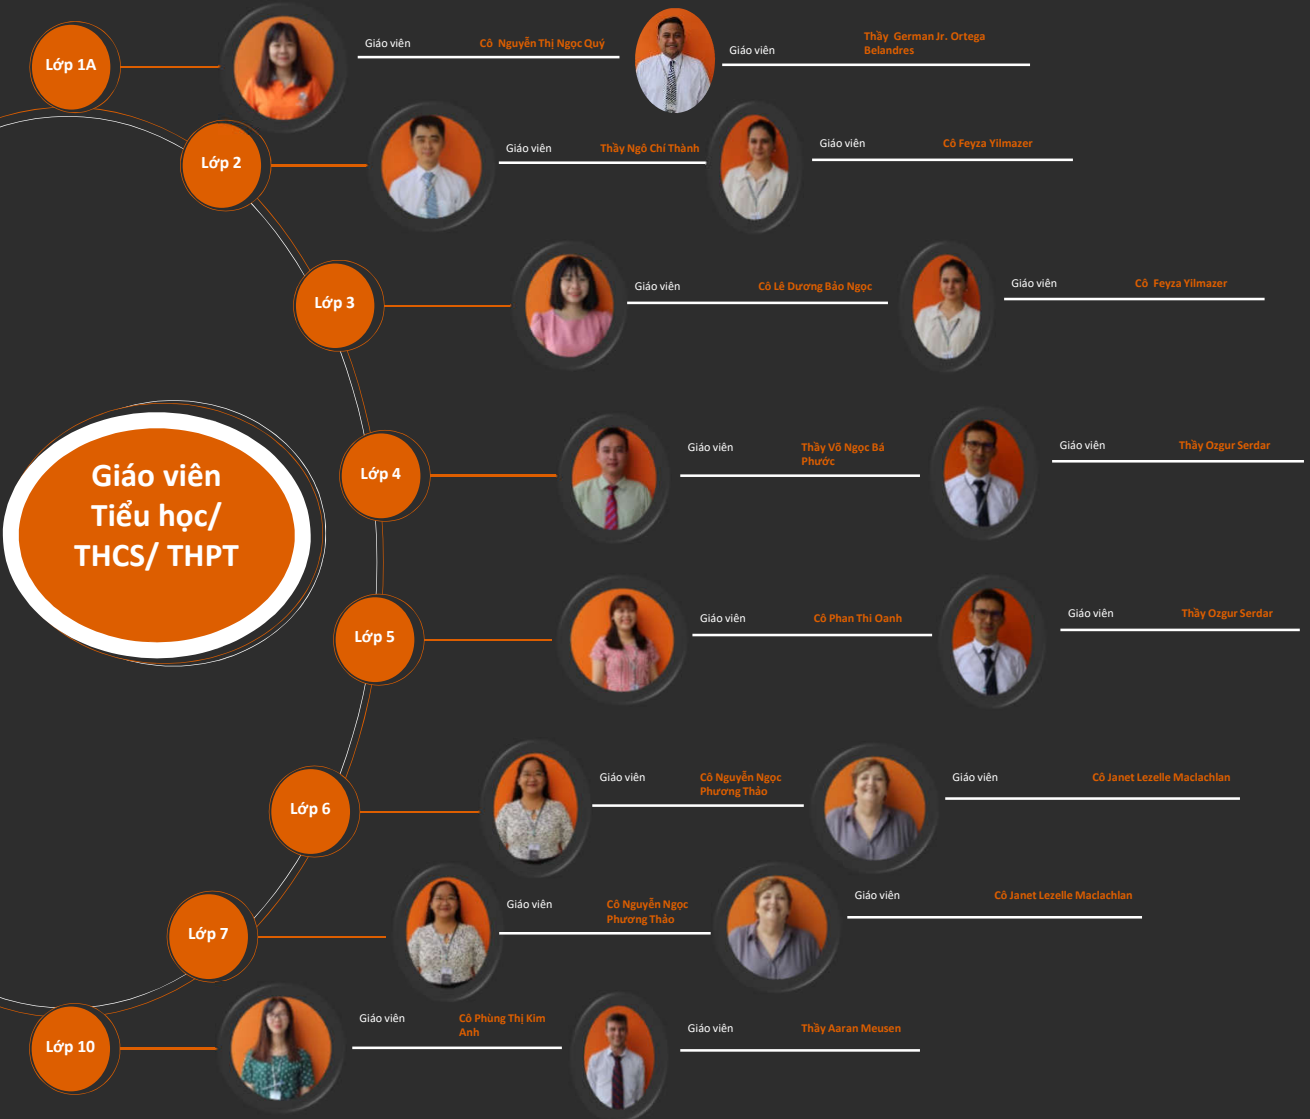 Lớp 1A
Giáo viên
Cô Nguyễn Thị Ngọc Quý
Giáo viên
Thầy German Jr. Ortega
Belandres
Lớp 2
Giáo viên
Thầy Ngô Chí Thành
Giáo viên
Cô Feyza Yilmazer
Lớp 3
Giáo viên
Cô Lê Dương Bảo Ngọc
Giáo viên
Cô Feyza Yilmazer
Giáo viên
Tiểu học/
THCS/ THPT
Lớp 4
Giáo viên
Thầy Võ Ngọc Bá
Phước
Giáo viên
Thầy Ozgur Serdar
Lớp 5
Giáo viên
Cô Phan Thi Oanh
Giáo viên
Thầy Ozgur Serdar
Lớp 6
Giáo viên
Cô Nguyễn Ngọc
Phương Thảo
Giáo viên
Cô Janet Lezelle Maclachlan
Lớp 7
Giáo viên
Cô Nguyễn Ngọc
Phương Thảo
Giáo viên
Cô Janet Lezelle Maclachlan
Lớp 10
Giáo viên
Cô Phùng Thị Kim
Anh
Giáo viên
Thầy Aaran Meusen